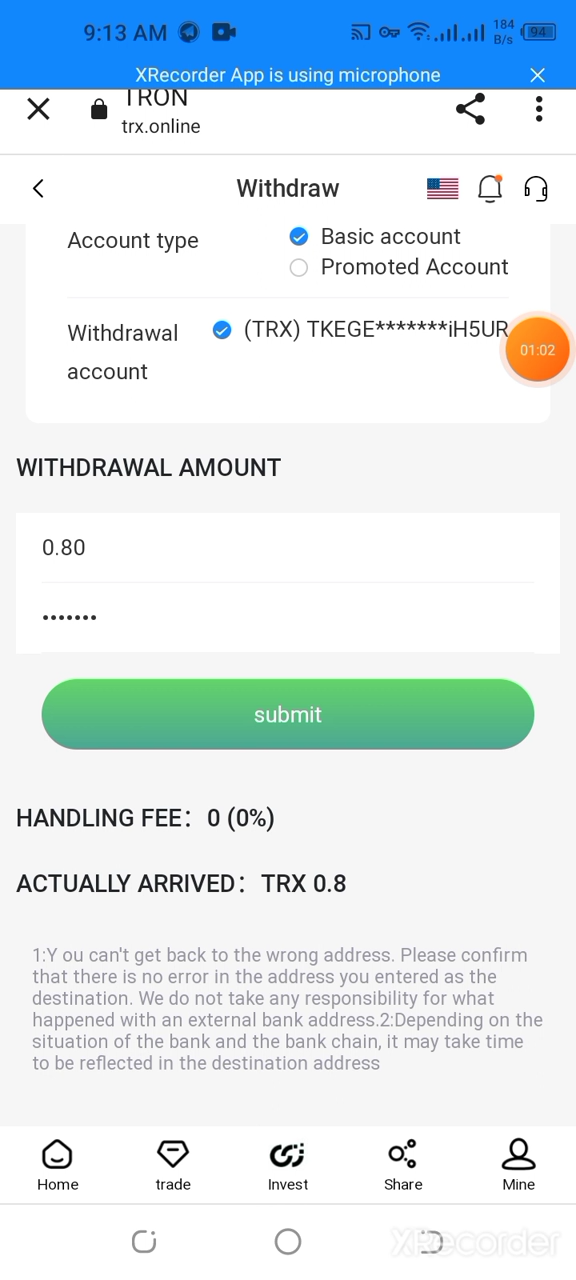 9:13 AM 184 B/s 94
XRecorder App is using microphone
TRON
trx.online
Withdraw
Account type Basic account
Promoted Account
Withdrawal account (TRX) TKEGE*******iH5UR
01:02
WITHDRAWAL AMOUNT
0.80
•••••••
submit
HANDLING FEE： 0 (0%)
ACTUALLY ARRIVED： TRX 0.8
1:Y ou can't get back to the wrong address. Please confirm
that there is no error in the address you entered as the
destination. We do not take any responsibility for what
happened with an external bank address.2:Depending on the
situation of the bank and the bank chain, it may take time
to be reflected in the destination address
Home trade Invest Share Mine
XRecorder